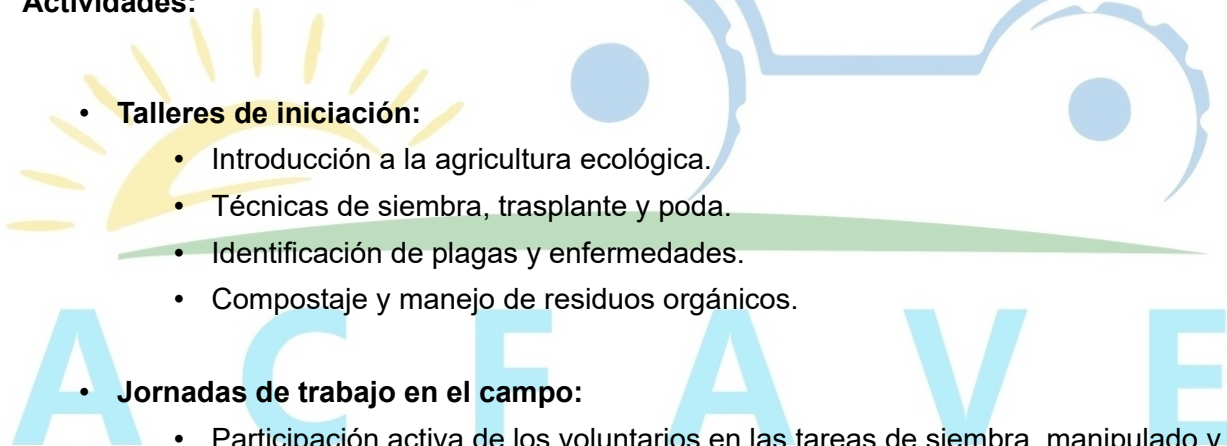 Actividades:
• Talleres de iniciación:
• Introducción a la agricultura ecológica.
• Técnicas de siembra, trasplante y poda.
• Identificación de plagas y enfermedades.
• Compostaje y manejo de residuos orgánicos.
ACFAVE
• Jornadas de trabajo en el campo:
• Participación activa de los voluntarios en las tareas de siembra, manipulado y